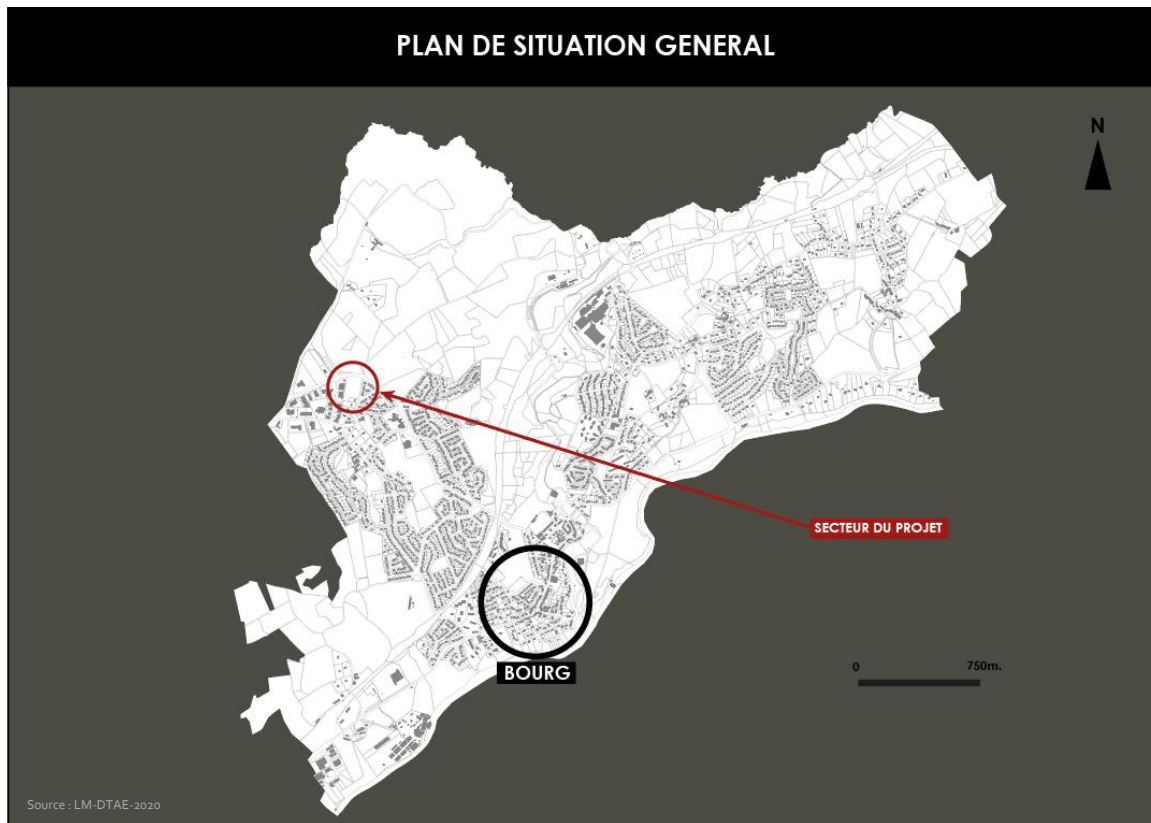 PLAN DE SITUATION GENERAL
N
SECTEUR DU PROJET
BOURG
0 750m.
Source : LM-DTAE-2020